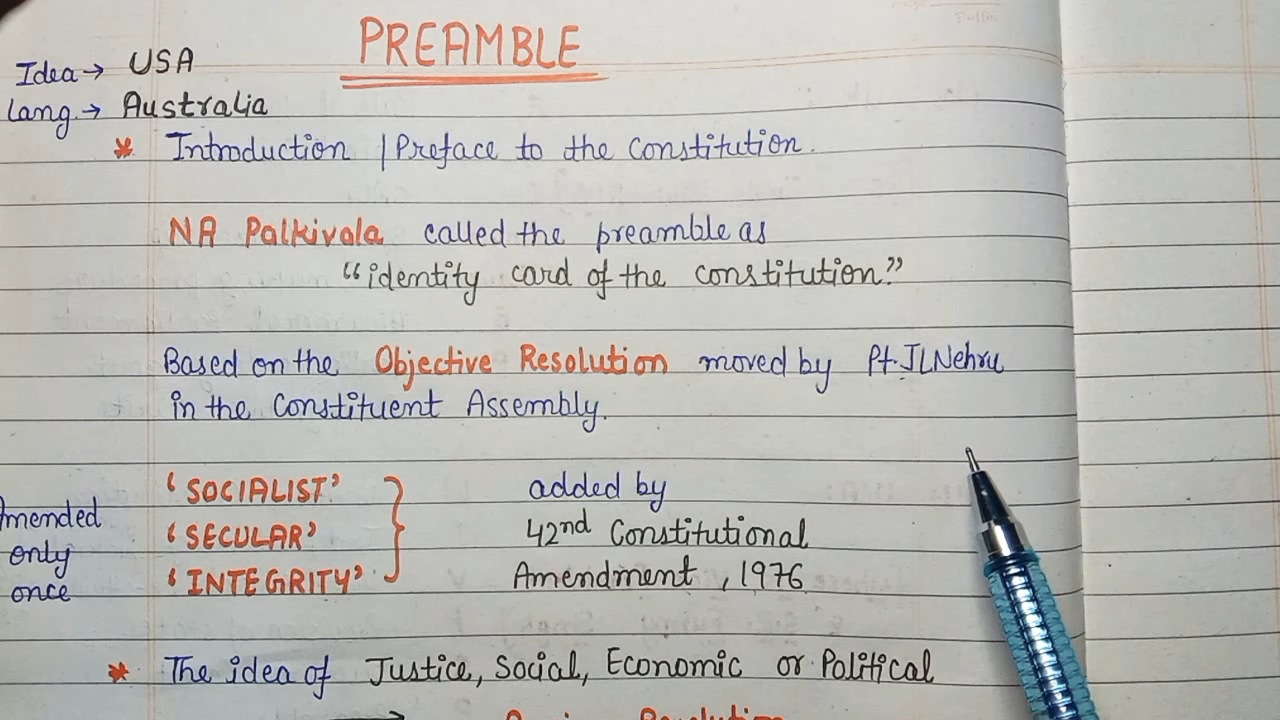 PREAMBLE
Idea → USA
Lang → Australia
* Introduction | Preface to the Constitution.
NA Palkivala called the preamble as
“identity card of the constitution.”
Based on the Objective Resolution moved by Pt. JLNehru
in the Constituent Assembly.
'SOCIALIST' added by
Amended 'SECULAR' 42nd Constitutional
only 'INTEGRITY' Amendment, 1976
once
* The idea of Justice, Social, Economic or Political